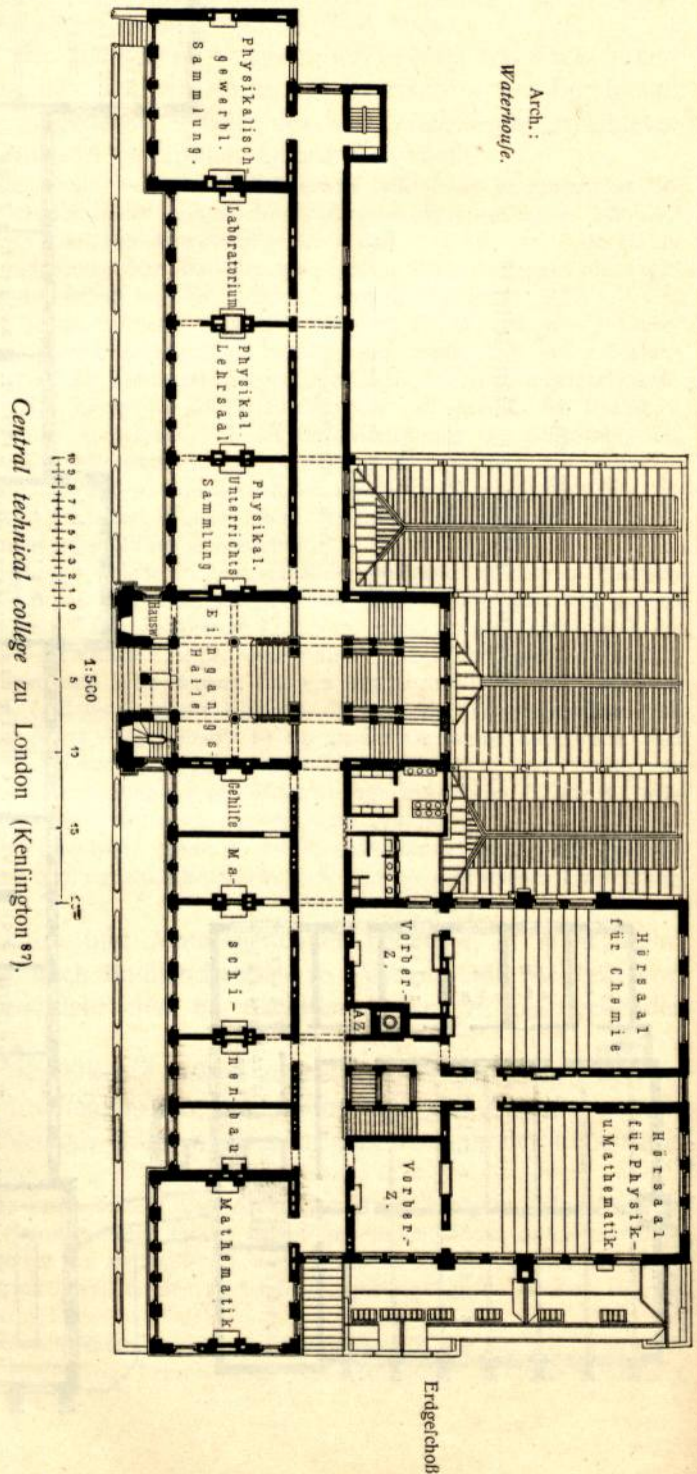 Arch.:
Waterhouſe.
Phyſikaliſch
gewerbl.
Sammlung.
Laboratorium
Phyſikal
Lehrſaal
Phyſikal.
Unterrichts
Sammlung
Hausw
Eingangs-
Halle
Gehilfe
Ma-
ſchi-
nen-
bau
Mathematik
Vorber.-
Z.
A.Z.
Vorber.-
Z.
Hörſaal
für Chemie
Hörſaal
für Phyſik-
u. Mathematik
Erdgeſchoß
1:500
10 9 8 7 6 5 4 3 2 1 0 5 10 15
Central technical college zu London (Kenſington 87).